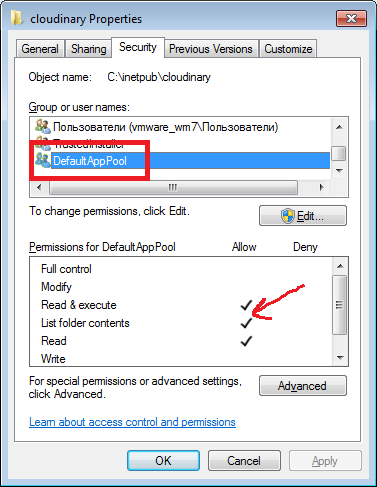 cloudinary Properties
General Sharing Security Previous Versions Customize
Object name: C:\inetpub\cloudinary
Group or user names:
Пользователи (vmware_wm7\Пользователи)
TrustedInstaller
DefaultAppPool
To change permissions, click Edit.
Edit...
Permissions for DefaultAppPool Allow Deny
Full control
Modify
Read & execute
List folder contents
Read
Write
For special permissions or advanced settings, click Advanced.
Advanced
Learn about access control and permissions
OK Cancel Apply